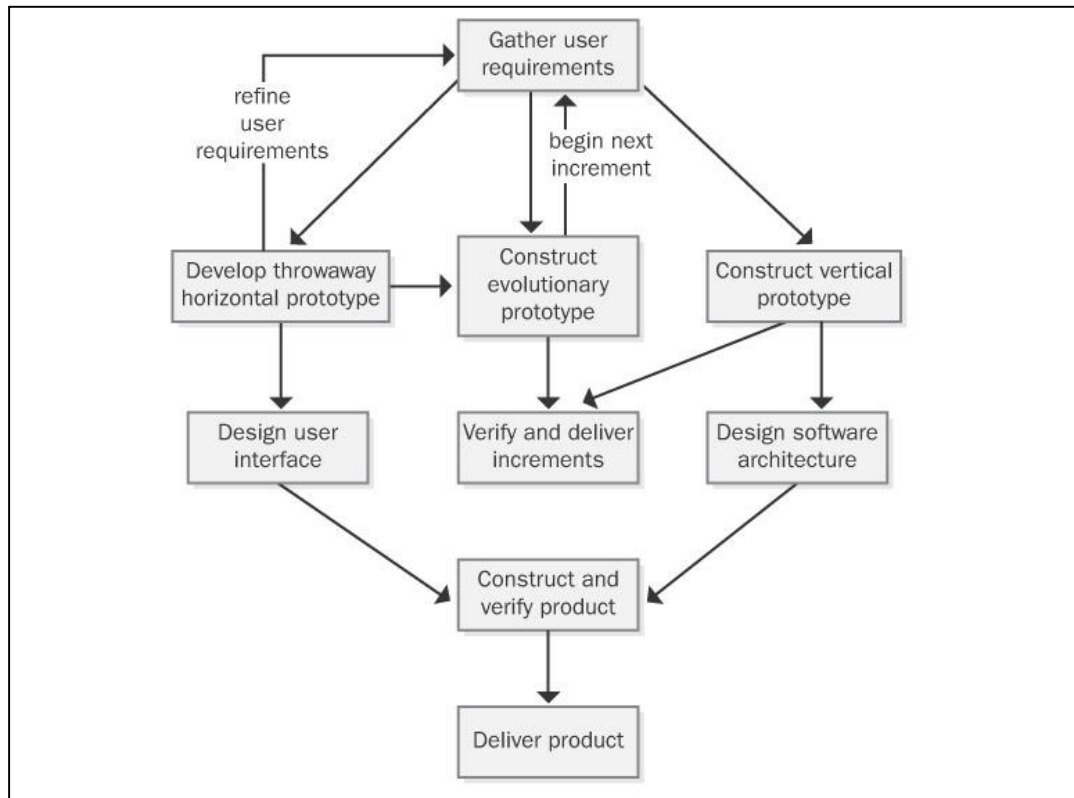 Gather user
requirements
refine
user
requirements
begin next
increment
Develop throwaway
horizontal prototype
Construct
evolutionary
prototype
Construct vertical
prototype
Design user
interface
Verify and deliver
increments
Design software
architecture
Construct and
verify product
Deliver product